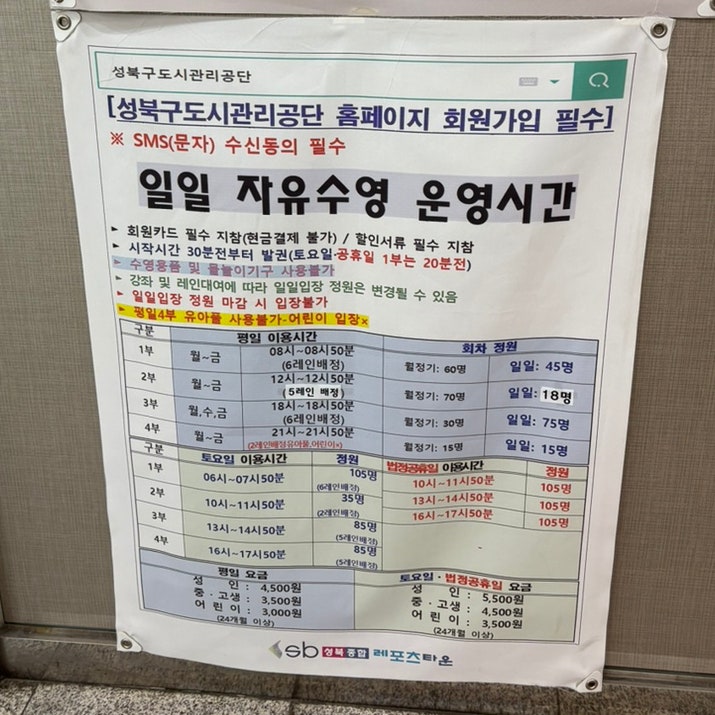 성북구도시관리공단
[성북구도시관리공단 홈페이지 회원가입 필수]
※ SMS(문자) 수신동의 필수
일일 자유수영 운영시간
► 회원카드 필수 지참(현금결제 불가) / 할인서류 필수 지참
► 시작시간 30분전부터 발권(토요일·공휴일 1부는 20분전)
► 수영용품 및 물놀이기구 사용불가
► 강좌 및 레인대여에 따라 일일입장 정원은 변경될 수 있음
► 일일입장 정원 마감 시 입장불가
► 평일4부 유아풀 사용불가-어린이 입장×
구분 평일 이용시간 회차 정원
1부 월~금 08시~08시50분 (6레인배정) 월정기: 60명 일일: 45명
2부 월~금 12시~12시50분 (5레인 배정) 월정기: 70명 일일: 18명
3부 월,수,금 18시~18시50분 (6레인배정) 월정기: 30명 일일: 75명
4부 월~금 21시~21시50분 (2레인배정유아풀,어린이×) 월정기: 15명 일일: 15명
구분 토요일 이용시간 정원 법정공휴일 이용시간 정원
1부 06시~07시50분 105명 (6레인배정) 10시~11시50분 105명
2부 10시~11시50분 35명 (2레인배정) 13시~14시50분 105명
3부 13시~14시50분 85명 (5레인배정) 16시~17시50분 105명
4부 16시~17시50분 85명 (5레인배정) -
평일 요금 토요일·법정공휴일 요금
성 인 : 4,500원 성 인 : 5,500원
중·고생 : 3,500원 중·고생 : 4,500원
어 린 이 : 3,000원 어 린 이 : 3,500원
(24개월 이상) (24개월 이상)
sb 성북종합 레포츠타운